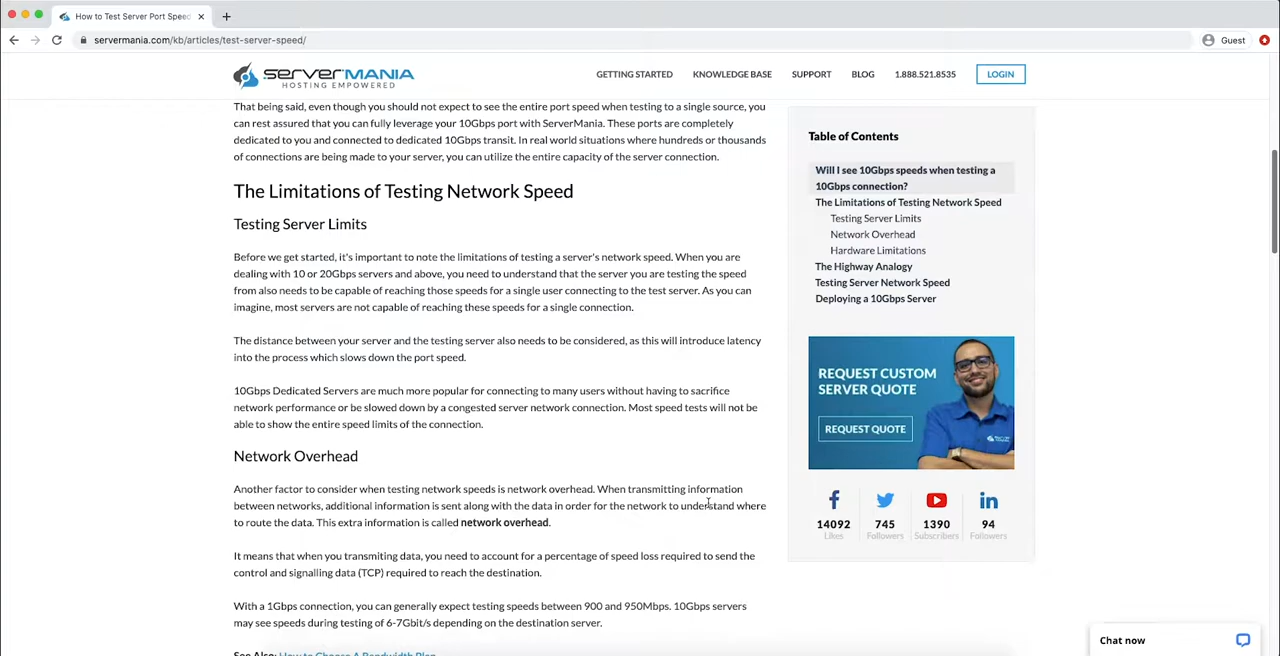 How to Test Server Port Speed
servermania.com/kb/articles/test-server-speed/
Guest
SERVERMANIA
HOSTING EMPOWERED
GETTING STARTED
KNOWLEDGE BASE
SUPPORT
BLOG
1.888.521.8535
LOGIN
That being said, even though you should not expect to see the entire port speed when testing to a single source, you
can rest assured that you can fully leverage your 10Gbps port with ServerMania. These ports are completely
dedicated to you and connected to dedicated 10Gbps transit. In real world situations where hundreds or thousands
of connections are being made to your server, you can utilize the entire capacity of the server connection.
The Limitations of Testing Network Speed
Testing Server Limits
Before we get started, it's important to note the limitations of testing a server's network speed. When you are
dealing with 10 or 20Gbps servers and above, you need to understand that the server you are testing the speed
from also needs to be capable of reaching those speeds for a single user connecting to the test server. As you can
imagine, most servers are not capable of reaching these speeds for a single connection.
The distance between your server and the testing server also needs to be considered, as this will introduce latency
into the process which slows down the port speed.
10Gbps Dedicated Servers are much more popular for connecting to many users without having to sacrifice
network performance or be slowed down by a congested server network connection. Most speed tests will not be
able to show the entire speed limits of the connection.
Network Overhead
Another factor to consider when testing network speeds is network overhead. When transmitting information
between networks, additional information is sent along with the data in order for the network to understand where
to route the data. This extra information is called network overhead.
It means that when you transmiting data, you need to account for a percentage of speed loss required to send the
control and signalling data (TCP) required to reach the destination.
With a 1Gbps connection, you can generally expect testing speeds between 900 and 950Mbps. 10Gbps servers
may see speeds during testing of 6-7Gbit/s depending on the destination server.
See Also: How to Choose A Bandwidth Plan
Table of Contents
Will I see 10Gbps speeds when testing a
10Gbps connection?
The Limitations of Testing Network Speed
Testing Server Limits
Network Overhead
Hardware Limitations
The Highway Analogy
Testing Server Network Speed
Deploying a 10Gbps Server
REQUEST CUSTOM
SERVER QUOTE
REQUEST QUOTE
14092
745
1390
94
Likes
Followers
Subscribers
Followers
Chat now